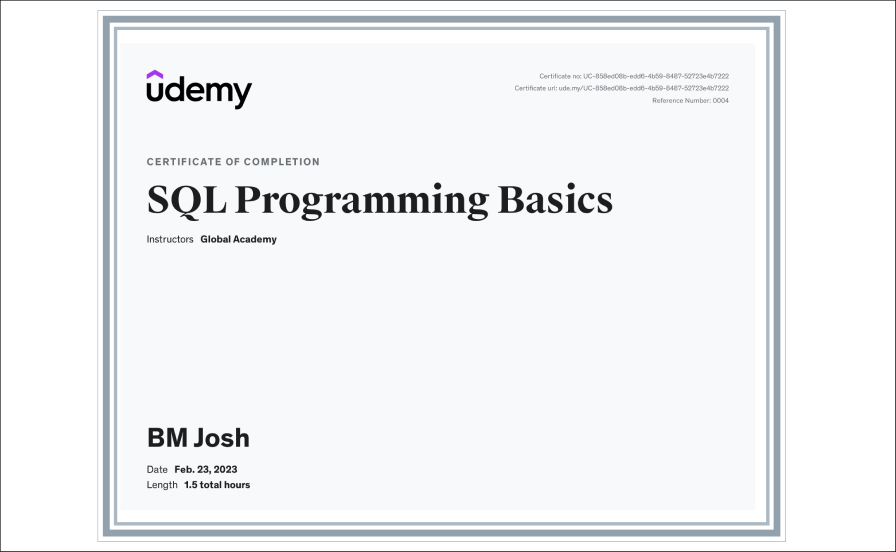 udemy
Certificate no: UC-858ed08b-edd6-4b59-8487-52723e4b7222
Certificate url: ude.my/UC-858ed08b-edd6-4b59-8487-52723e4b7222
Reference Number: 0004
CERTIFICATE OF COMPLETION
SQL Programming Basics
Instructors Global Academy
BM Josh
Date Feb. 23, 2023
Length 1.5 total hours